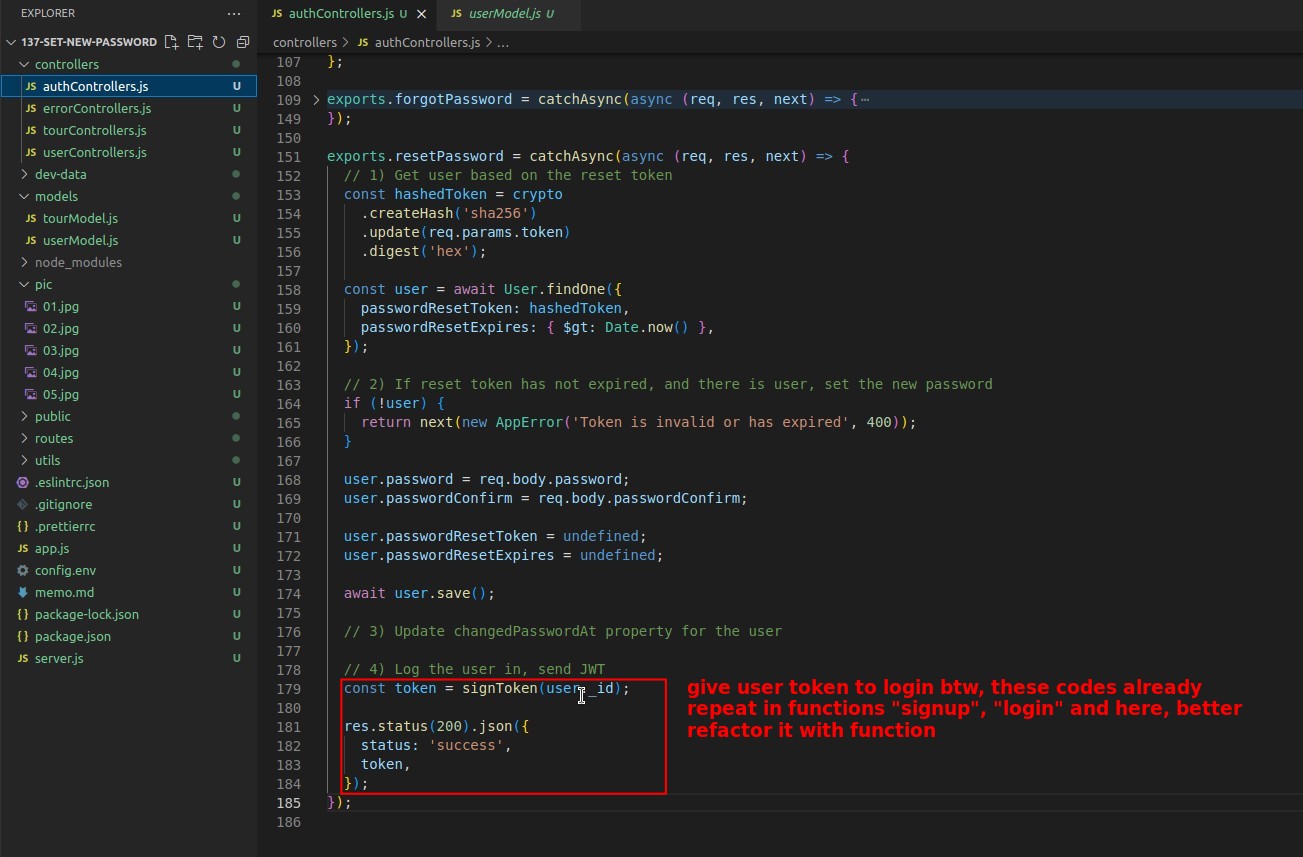 EXPLORER
···
137-SET-NEW-PASSWORD
controllers
JS authControllers.js U
JS errorControllers.js U
JS tourControllers.js U
JS userControllers.js U
dev-data
models
JS tourModel.js U
JS userModel.js U
node_modules
pic
01.jpg U
02.jpg U
03.jpg U
04.jpg U
05.jpg U
public
routes
utils
.eslintrc.json U
.gitignore U
{} .prettierrc U
JS app.js U
config.env U
memo.md U
{} package-lock.json U
{} package.json U
JS server.js U
JS authControllers.js U
JS userModel.js U
controllers > JS authControllers.js > ...
107 };
108
109 exports.forgotPassword = catchAsync(async (req, res, next) => {…
149 });
150
151 exports.resetPassword = catchAsync(async (req, res, next) => {
152 // 1) Get user based on the reset token
153 const hashedToken = crypto
154 .createHash('sha256')
155 .update(req.params.token)
156 .digest('hex');
157
158 const user = await User.findOne({
159 passwordResetToken: hashedToken,
160 passwordResetExpires: { $gt: Date.now() },
161 });
162
163 // 2) If reset token has not expired, and there is user, set the new password
164 if (!user) {
165 return next(new AppError('Token is invalid or has expired', 400));
166 }
167
168 user.password = req.body.password;
169 user.passwordConfirm = req.body.passwordConfirm;
170
171 user.passwordResetToken = undefined;
172 user.passwordResetExpires = undefined;
173
174 await user.save();
175
176 // 3) Update changedPasswordAt property for the user
177
178 // 4) Log the user in, send JWT
179 const token = signToken(user._id);
180
181 res.status(200).json({
182 status: 'success',
183 token,
184 });
185 });
186
give user token to login btw, these codes already
repeat in functions "signup", "login" and here, better
refactor it with function